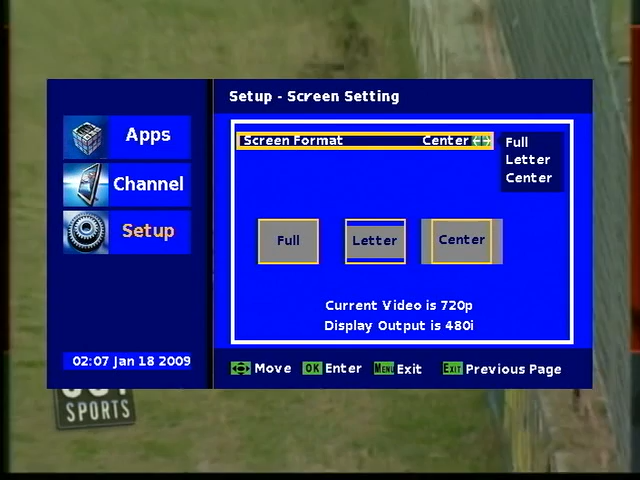 Setup - Screen Setting
Apps
Channel
Setup
Screen Format Center
Full
Letter
Center
Full Letter Center
Current Video is 720p
Display Output is 480i
02:07 Jan 18 2009
Move OK Enter MENU Exit EXIT Previous Page
SPORTS